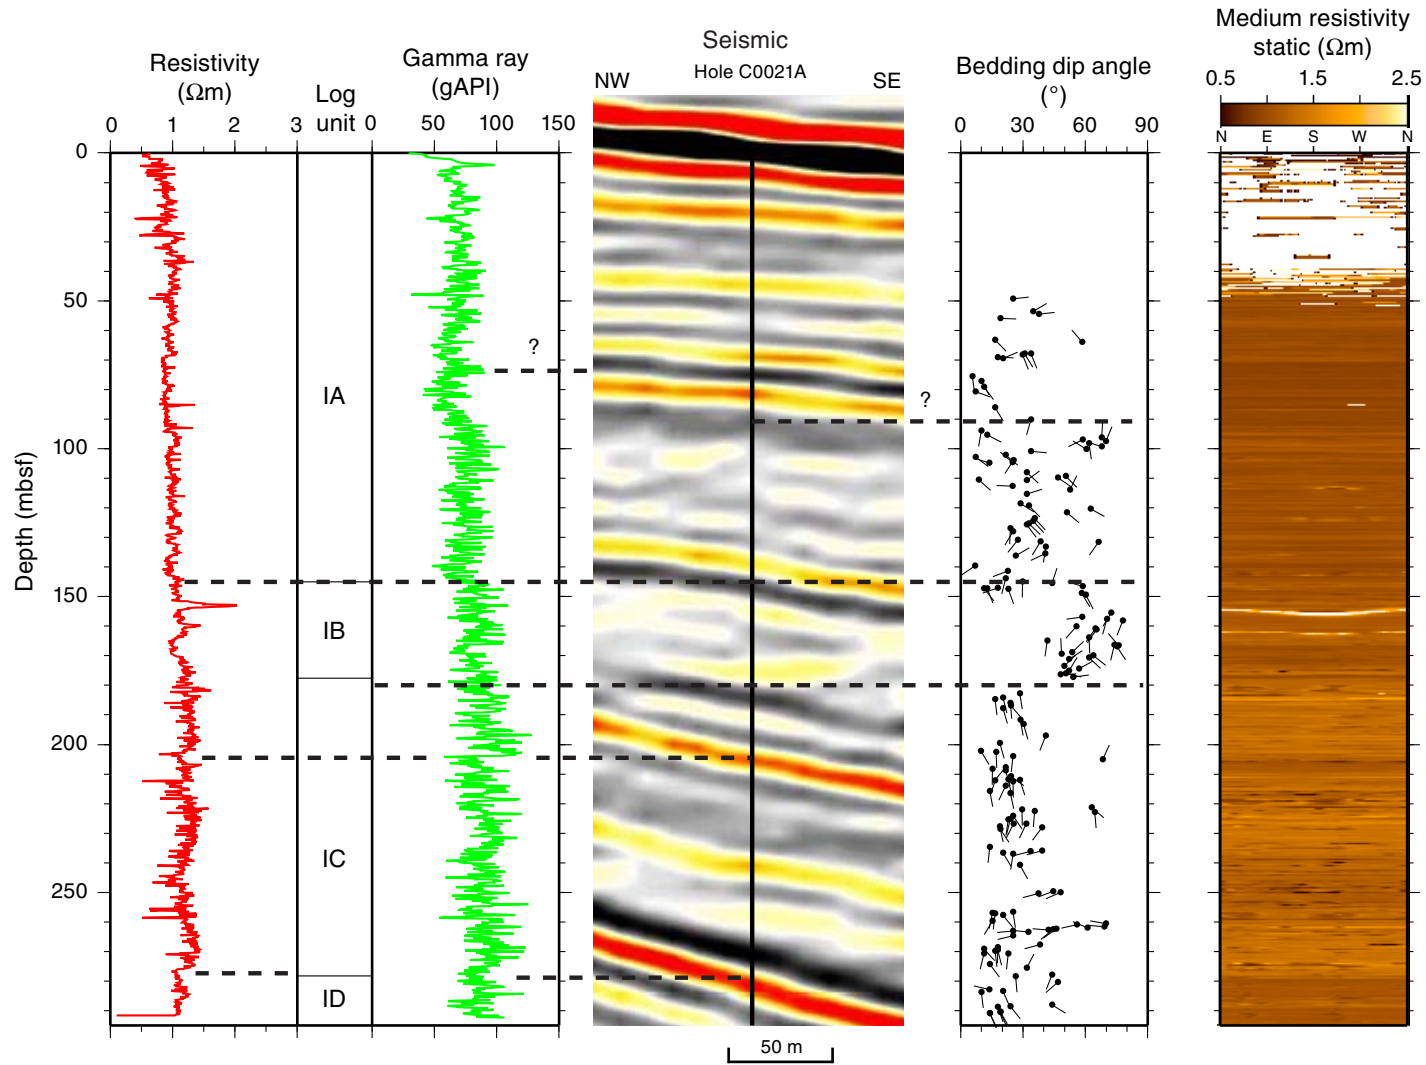 Resistivity
(Ωm)
Log
unit
Gamma ray
(gAPI)
Seismic
Hole C0021A
NW
SE
Bedding dip angle
(°)
Medium resistivity
static (Ωm)
0.5 1.5 2.5
N E S W N
0 1 2 3
0 50 100 150
0 30 60 90
Depth (mbsf)
0
50
100
150
200
250
IA
IB
IC
ID
?
?
50 m